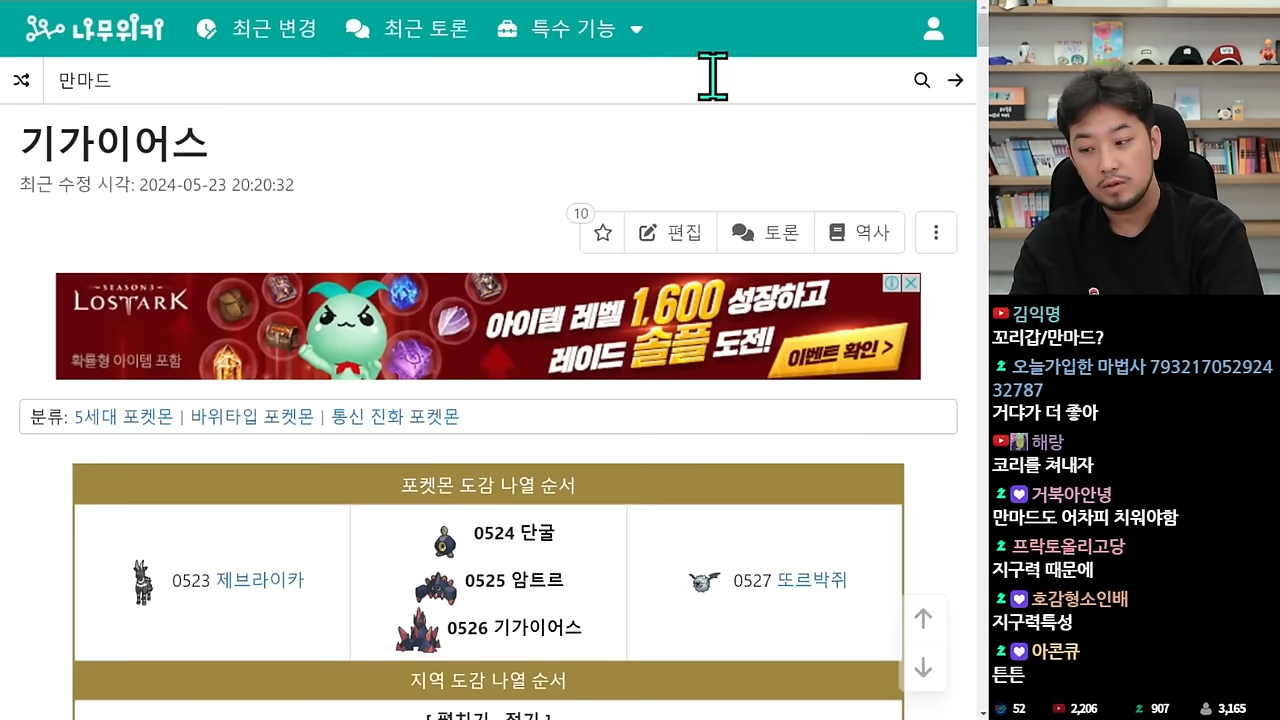 나무위키
최근 변경
최근 토론
특수 기능
만마드
기가이어스
최근 수정 시각: 2024-05-23 20:20:32
10
편집
토론
역사
SEASON3
LOSTARK
확률형 아이템 포함
아이템 레벨 1,600 성장하고
레이드 솔플 도전!
이벤트 확인 >
분류: 5세대 포켓몬 | 바위타입 포켓몬 | 통신 진화 포켓몬
포켓몬 도감 나열 순서
0523 제브라이카
0524 단굴
0525 암트르
0526 기가이어스
0527 또르박쥐
지역 도감 나열 순서
[ 펼치기 · 접기 ]
김익명
꼬리갑/만마드?
오늘가입한 마법사 793217052924
32787
거댜가 더 좋아
해랑
코리를 쳐내자
거북아안녕
만마드도 어차피 치워야함
프락토올리고당
지구력 때문에
호감형소인배
지구력특성
아콘큐
튼튼
52
2,206
907
3,165